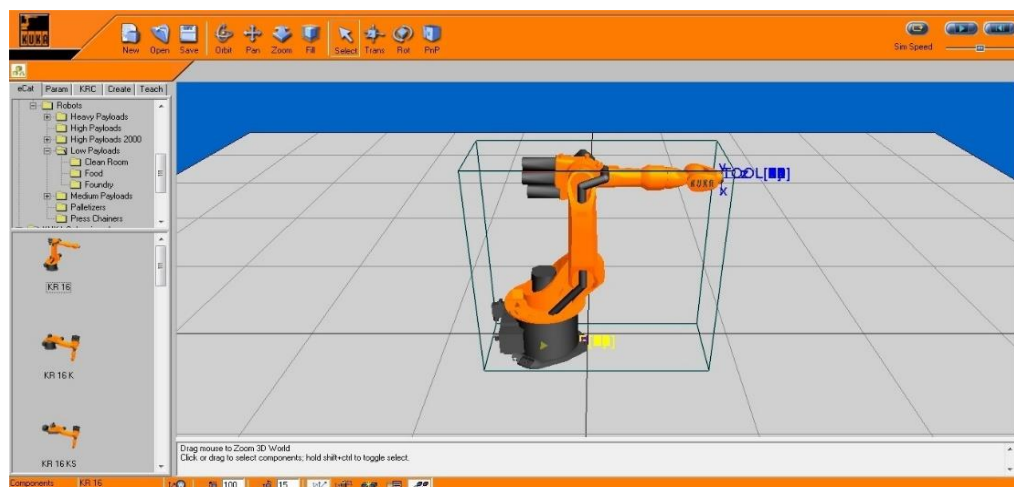 KUKA
New Open Save Orbit Pan Zoom Fill Select Trans Rot PnP
Sim Speed
eCat Param KRC Create Teach
Robots
Heavy Payloads
High Payloads
High Payloads 2000
Low Payloads
Clean Room
Food
Foundry
Medium Payloads
Palletizers
Press Chainers
KR 16
KR 16 K
KR 16 KS
KUKA
Y
TOOL
X
Drag mouse to Zoom 3D World
Click or drag to select components; hold shift+ctrl to toggle select.
Components KR 16 100 15